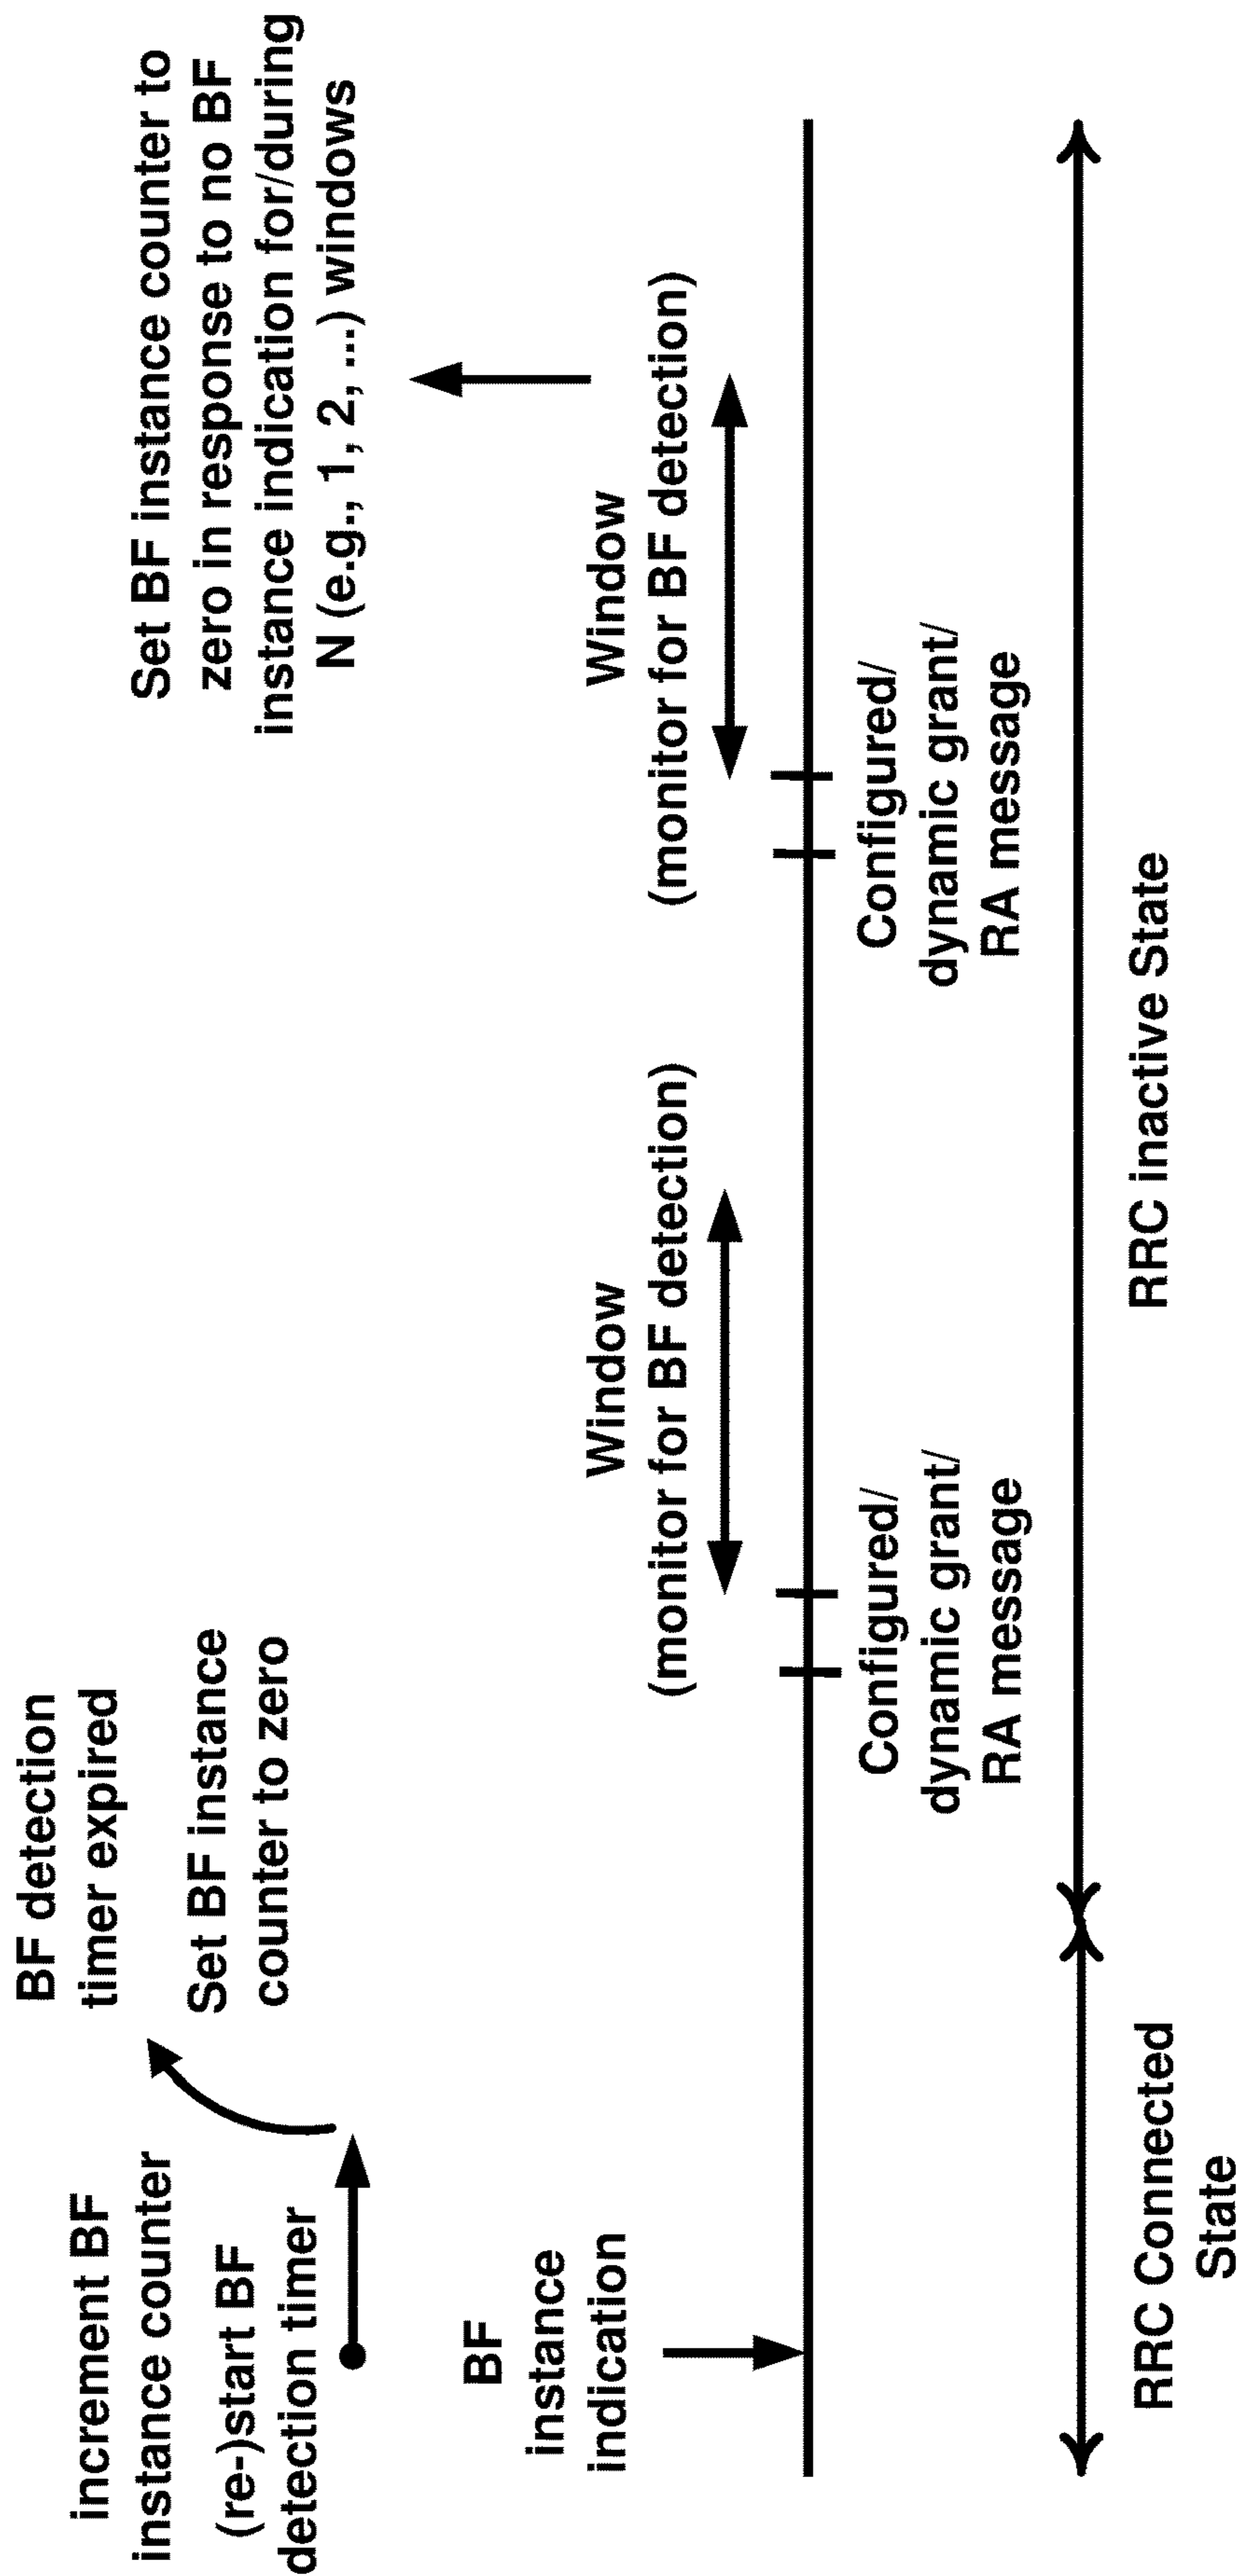 increment BF
instance counter
(re-)start BF
detection timer
BF detection
timer expired
Set BF instance
counter to zero
BF
instance
indication
Window
(monitor for BF detection)
Window
(monitor for BF detection)
Set BF instance counter to
zero in response to no BF
instance indication for/during
N (e.g., 1, 2, ...) windows
Configured/
dynamic grant/
RA message
Configured/
dynamic grant/
RA message
RRC Connected
State
RRC inactive State